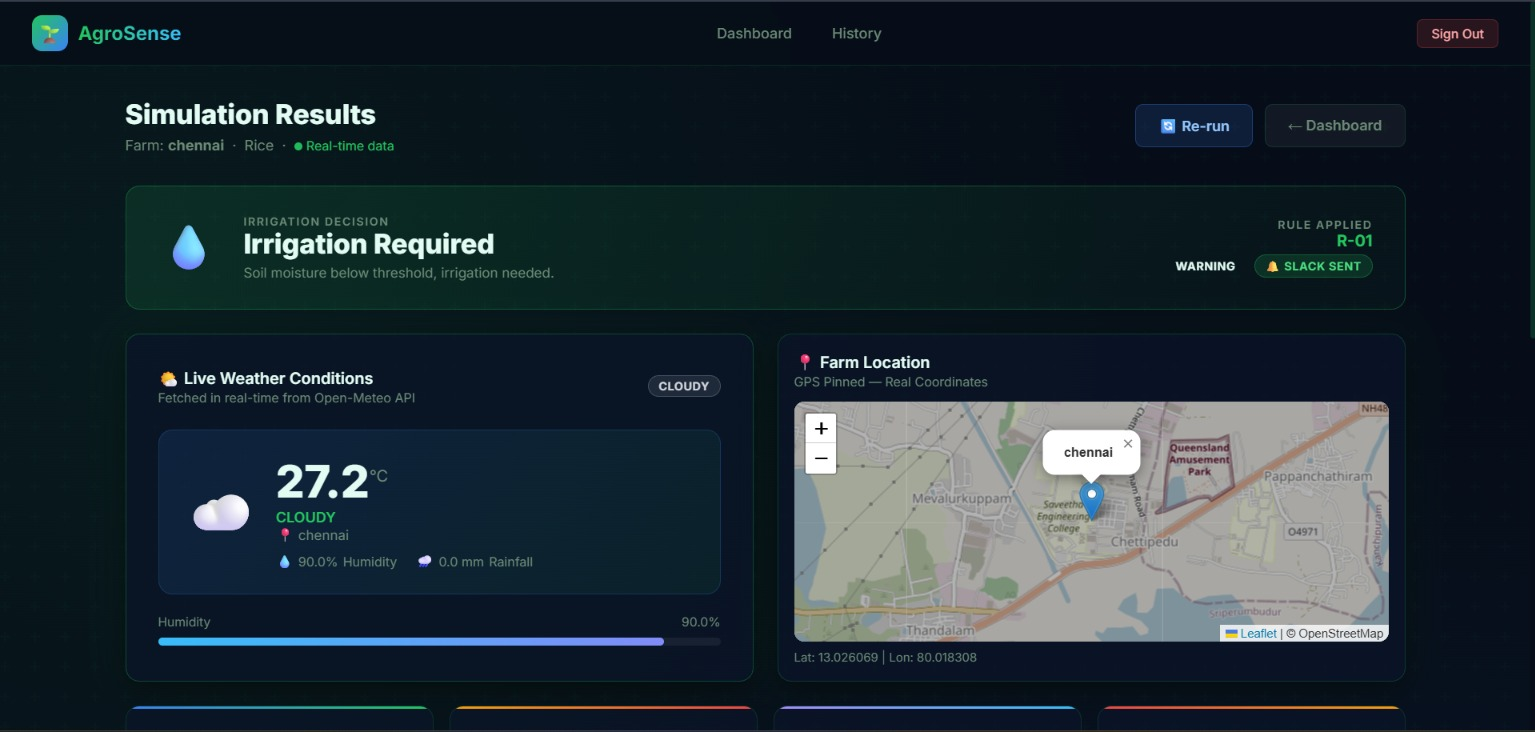 AgroSense
Dashboard
History
Sign Out
Simulation Results
Farm: chennai · Rice · ● Real-time data
Re-run
← Dashboard
IRRIGATION DECISION
Irrigation Required
Soil moisture below threshold, irrigation needed.
RULE APPLIED
R-01
WARNING
SLACK SENT
Live Weather Conditions
Fetched in real-time from Open-Meteo API
CLOUDY
27.2°C
CLOUDY
chennai
90.0% Humidity
0.0 mm Rainfall
Humidity
90.0%
Farm Location
GPS Pinned — Real Coordinates
+
−
chennai
×
NH48
Queensland
Amusement
Park
Mevalurkuppam
Pappanchathiram
Saveetha
Engineering
College
Chettipedu
O4971
Kanchipuram
Sriperumbudur
Thandalam
Leaflet | © OpenStreetMap
Lat: 13.026069 | Lon: 80.018308